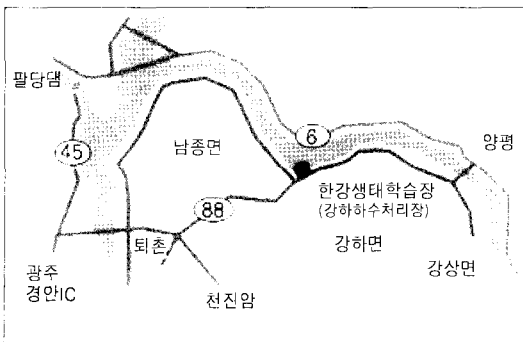 팔당댐
45
남종면
6
양평
88
한강생태학습장
(강하하수처리장)
퇴촌
강하면
강상면
광주
경안IC
천진암